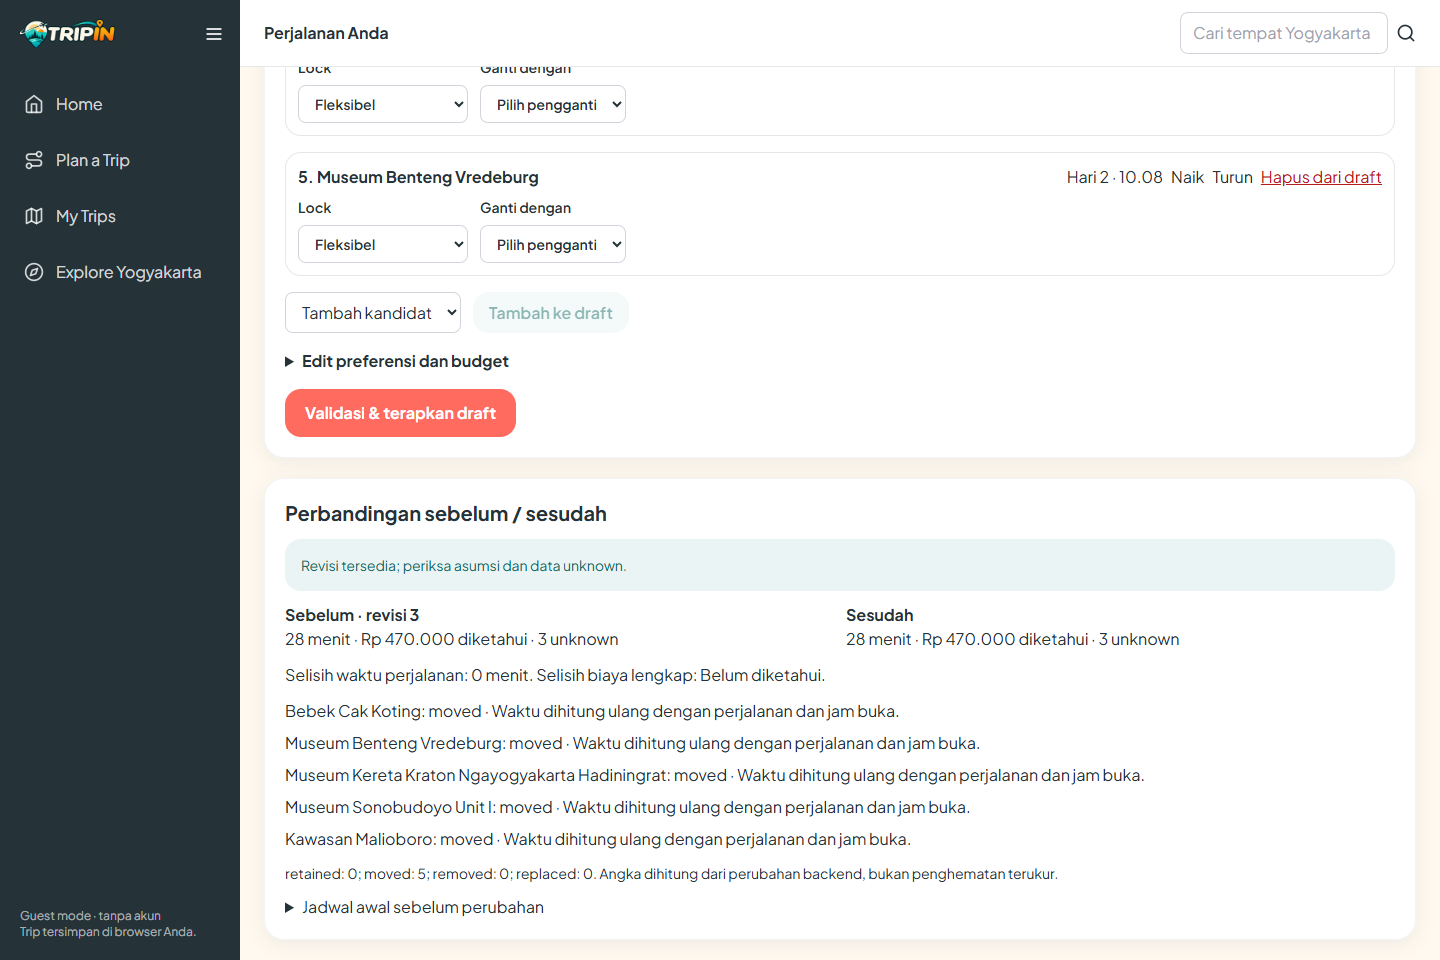 TRIPIN
Perjalanan Anda
Cari tempat Yogyakarta
Home
Plan a Trip
My Trips
Explore Yogyakarta
Guest mode · tanpa akun
Trip tersimpan di browser Anda.
Lock
Ganti dengan
Fleksibel
Pilih pengganti
5. Museum Benteng Vredeburg
Hari 2 · 10.08 Naik Turun Hapus dari draft
Lock
Ganti dengan
Fleksibel
Pilih pengganti
Tambah kandidat
Tambah ke draft
Edit preferensi dan budget
Validasi & terapkan draft
Perbandingan sebelum / sesudah
Revisi tersedia; periksa asumsi dan data unknown.
Sebelum · revisi 3
28 menit · Rp 470.000 diketahui · 3 unknown
Sesudah
28 menit · Rp 470.000 diketahui · 3 unknown
Selisih waktu perjalanan: 0 menit. Selisih biaya lengkap: Belum diketahui.
Bebek Cak Koting: moved · Waktu dihitung ulang dengan perjalanan dan jam buka.
Museum Benteng Vredeburg: moved · Waktu dihitung ulang dengan perjalanan dan jam buka.
Museum Kereta Kraton Ngayogyakarta Hadiningrat: moved · Waktu dihitung ulang dengan perjalanan dan jam buka.
Museum Sonobudoyo Unit I: moved · Waktu dihitung ulang dengan perjalanan dan jam buka.
Kawasan Malioboro: moved · Waktu dihitung ulang dengan perjalanan dan jam buka.
retained: 0; moved: 5; removed: 0; replaced: 0. Angka dihitung dari perubahan backend, bukan penghematan terukur.
Jadwal awal sebelum perubahan